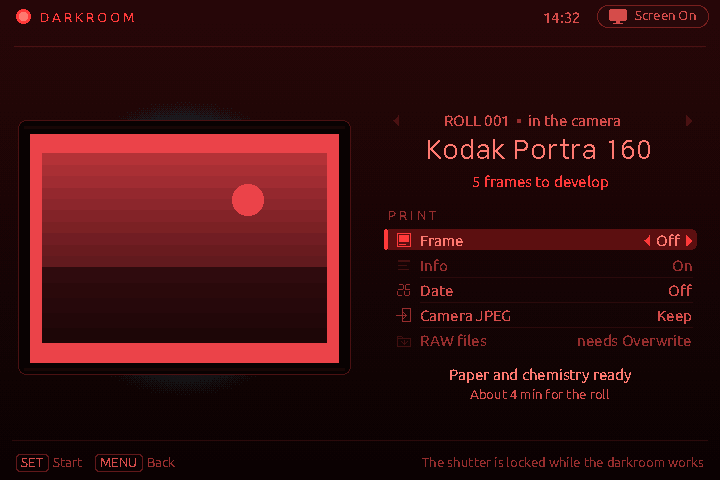 DARKROOM
14:32
Screen On
ROLL 001 • in the camera
Kodak Portra 160
5 frames to develop
PRINT
Frame Off
Info On
Date Off
Camera JPEG Keep
RAW files needs Overwrite
Paper and chemistry ready
About 4 min for the roll
SET Start MENU Back
The shutter is locked while the darkroom works